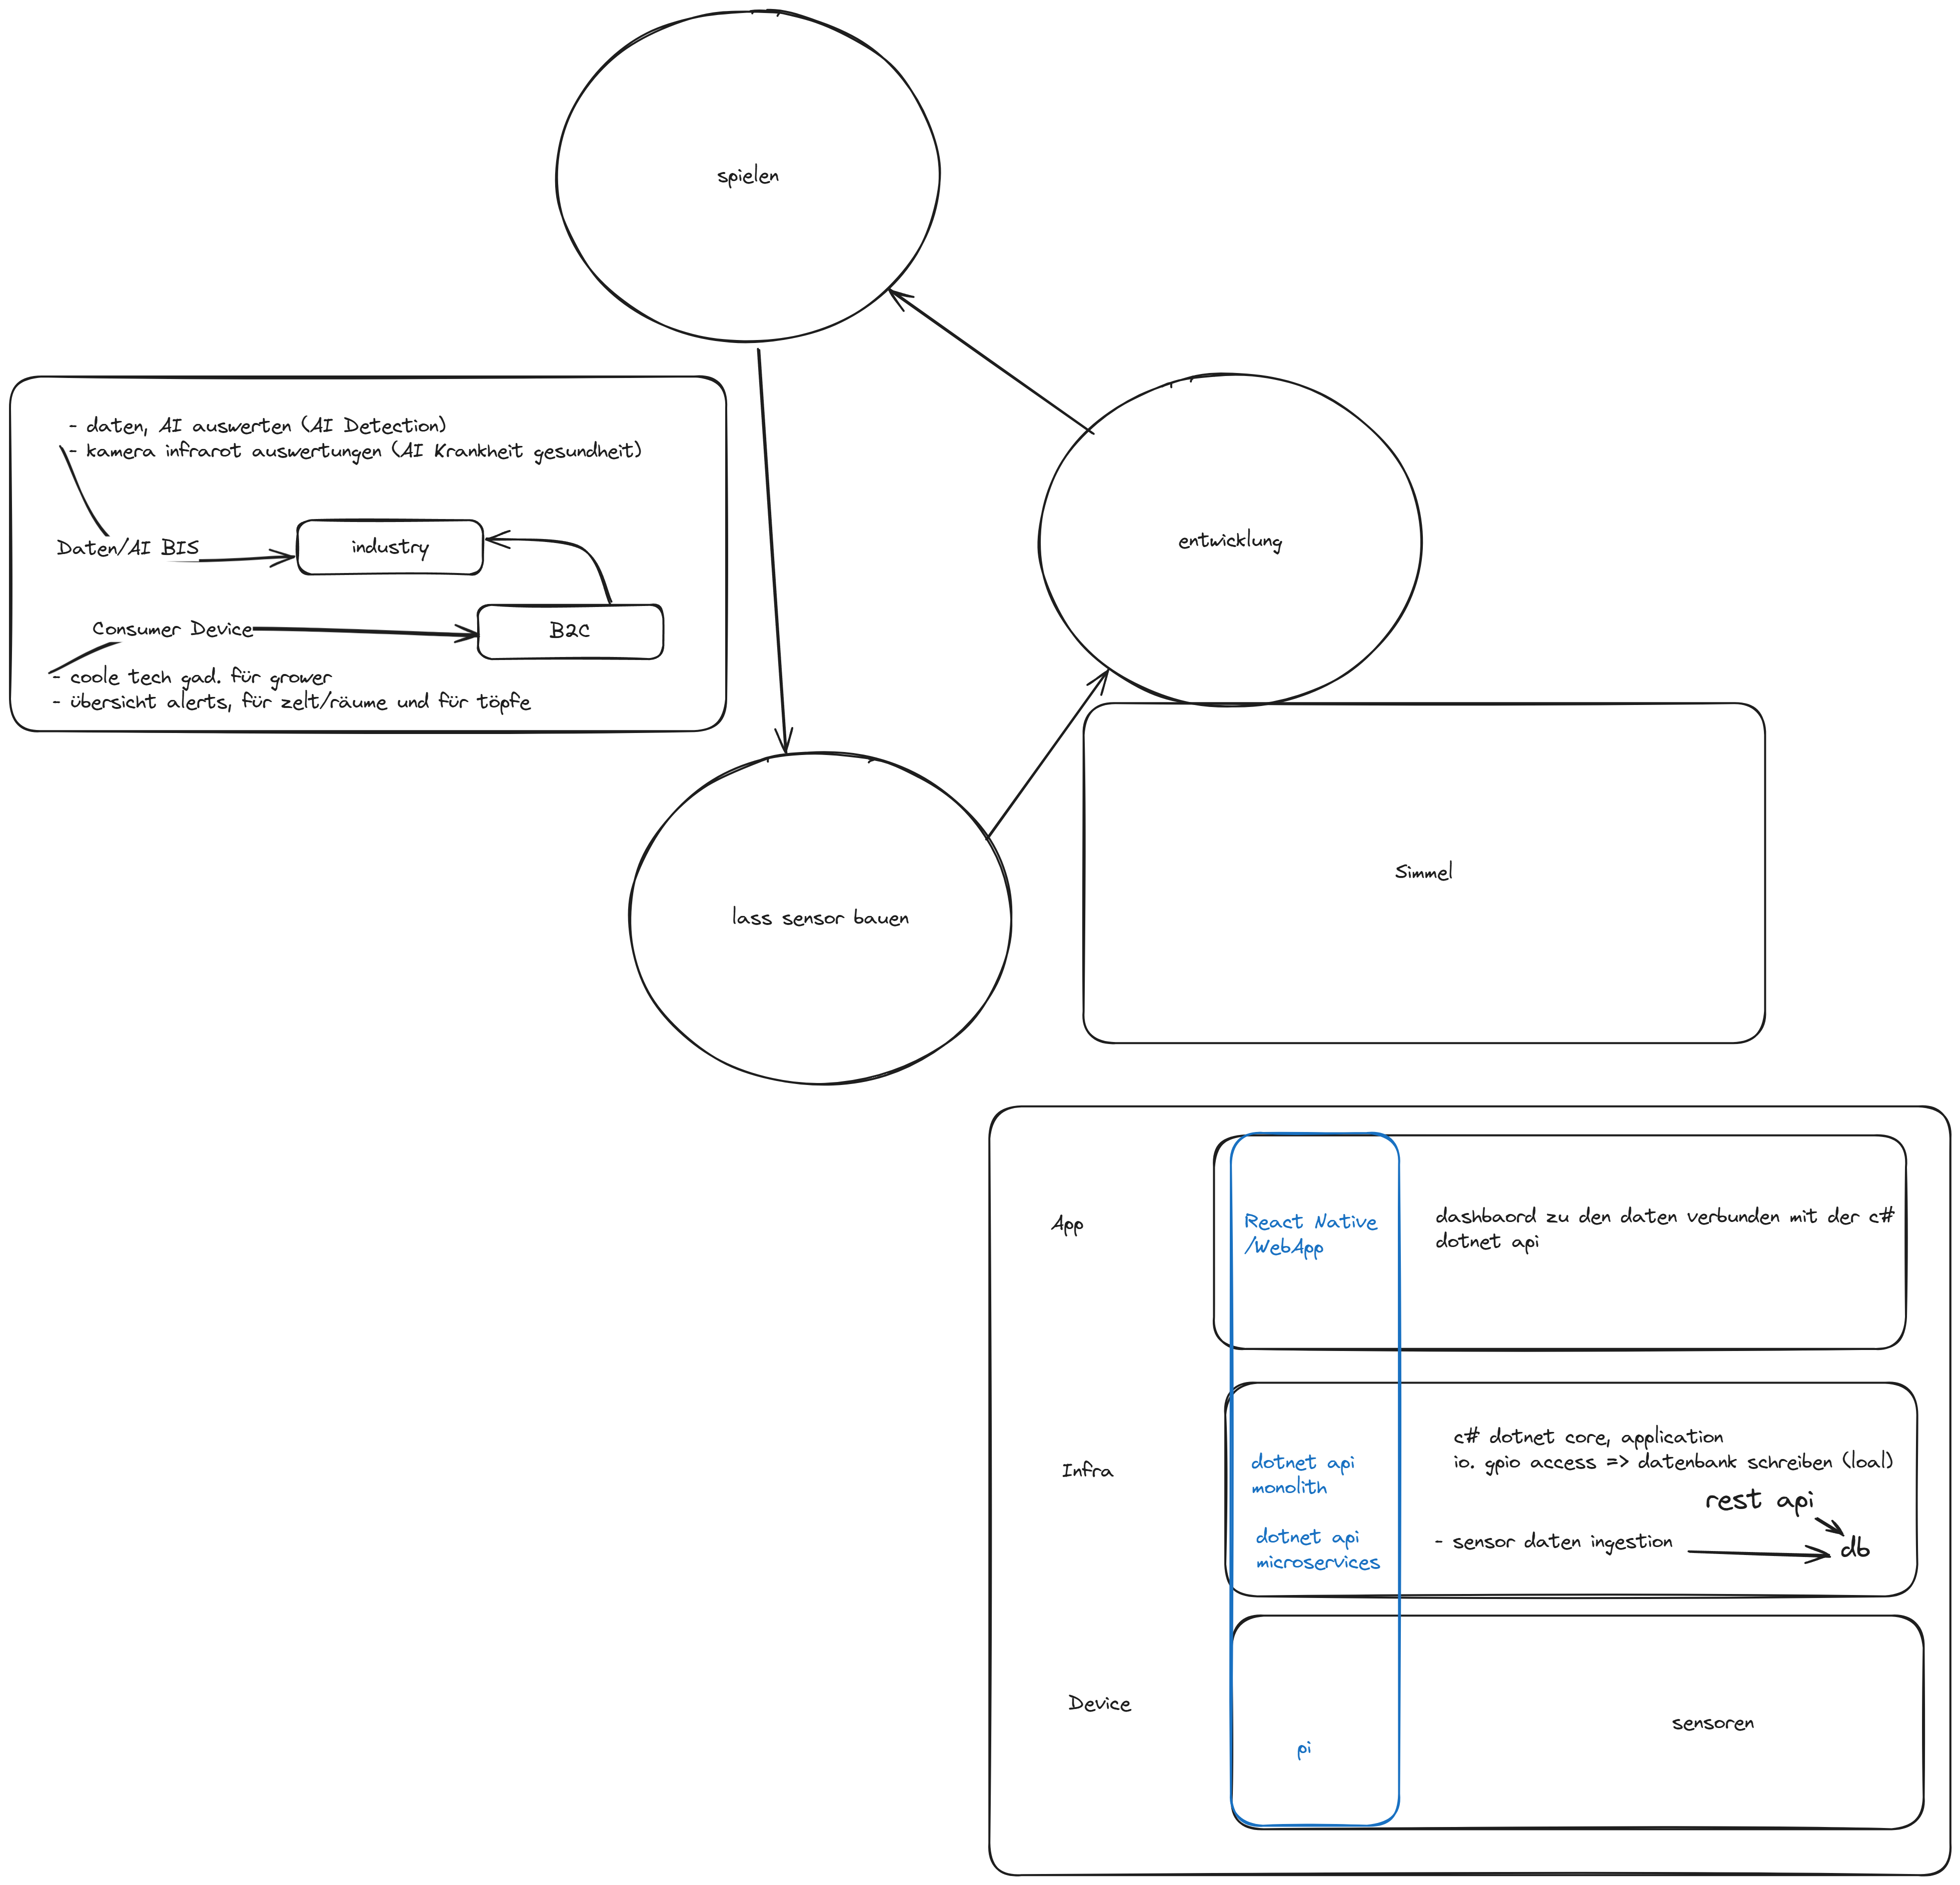 spielen
- daten, AI auswerten (AI Detection)
- kamera infrarot auswertungen (AI Krankheit gesundheit)
Daten/AI BIS
industry
Consumer Device
B2C
- coole tech gad. für grower
- übersicht alerts, für zelt/räume und für töpfe
entwicklung
lass sensor bauen
Simmel
App
React Native
/WebApp
dashbaord zu den daten verbunden mit der c#
dotnet api
Infra
dotnet api
monolith
dotnet api
microservices
c# dotnet core, application
io. gpio access => datenbank schreiben (loal)
rest api
- sensor daten ingestion
db
Device
pi
sensoren